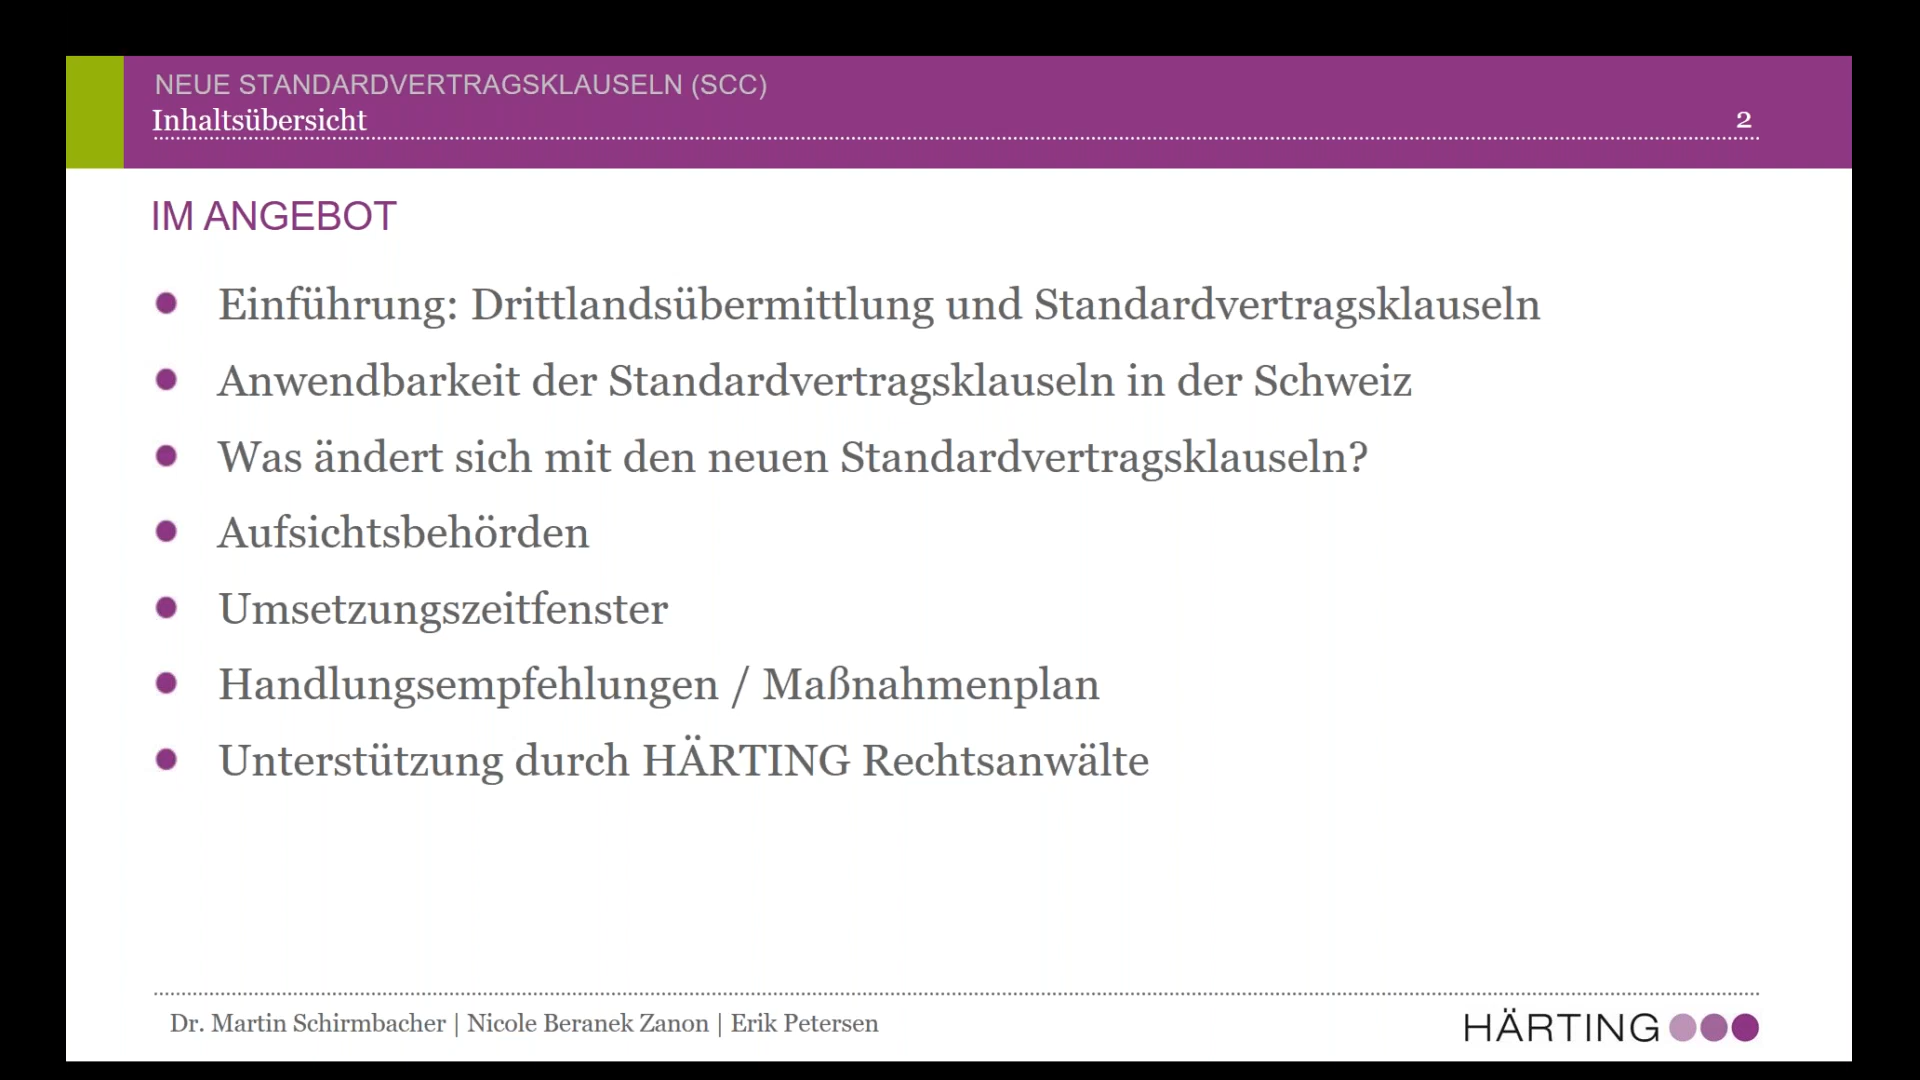 NEUE STANDARDVERTRAGSKLAUSELN (SCC)
Inhaltsübersicht
2
IM ANGEBOT
Einführung: Drittlandsübermittlung und Standardvertragsklauseln
Anwendbarkeit der Standardvertragsklauseln in der Schweiz
Was ändert sich mit den neuen Standardvertragsklauseln?
Aufsichtsbehörden
Umsetzungszeitfenster
Handlungsempfehlungen / Maßnahmenplan
Unterstützung durch HÄRTING Rechtsanwälte
Dr. Martin Schirmbacher | Nicole Beranek Zanon | Erik Petersen
HÄRTING